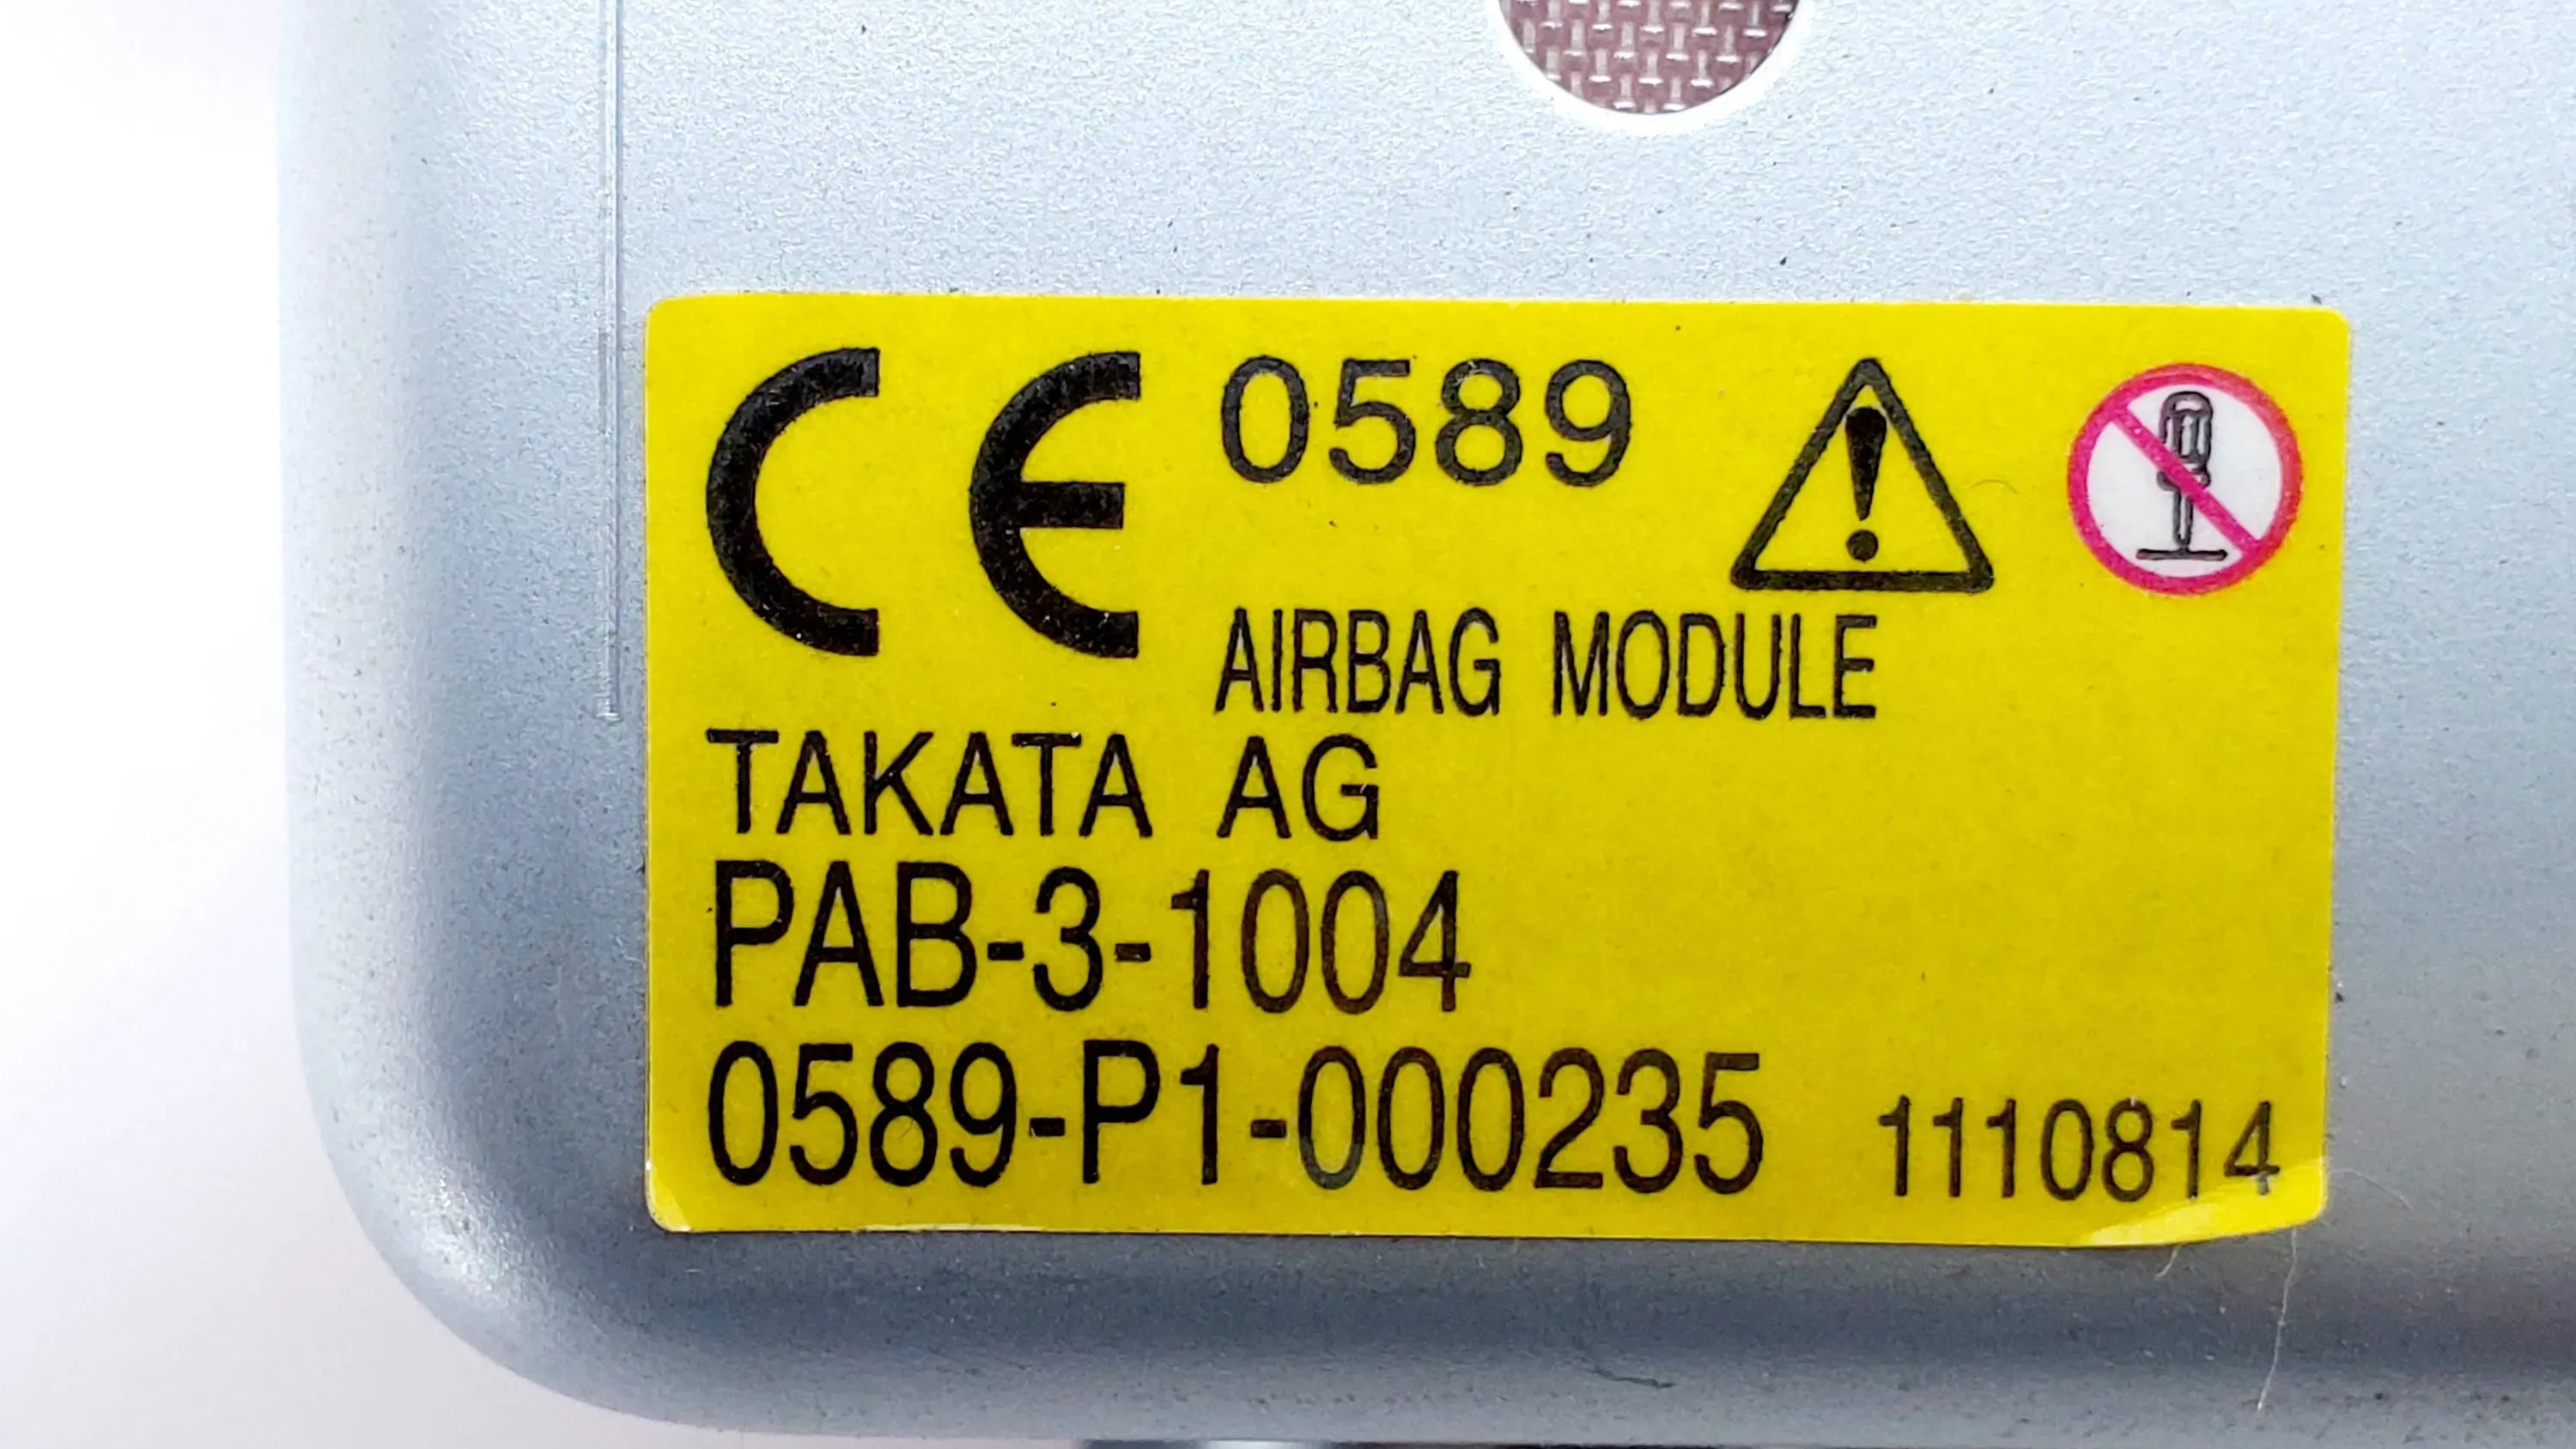 CE 0589
AIRBAG MODULE
TAKATA AG
PAB-3-1004
0589-P1-000235 1110814